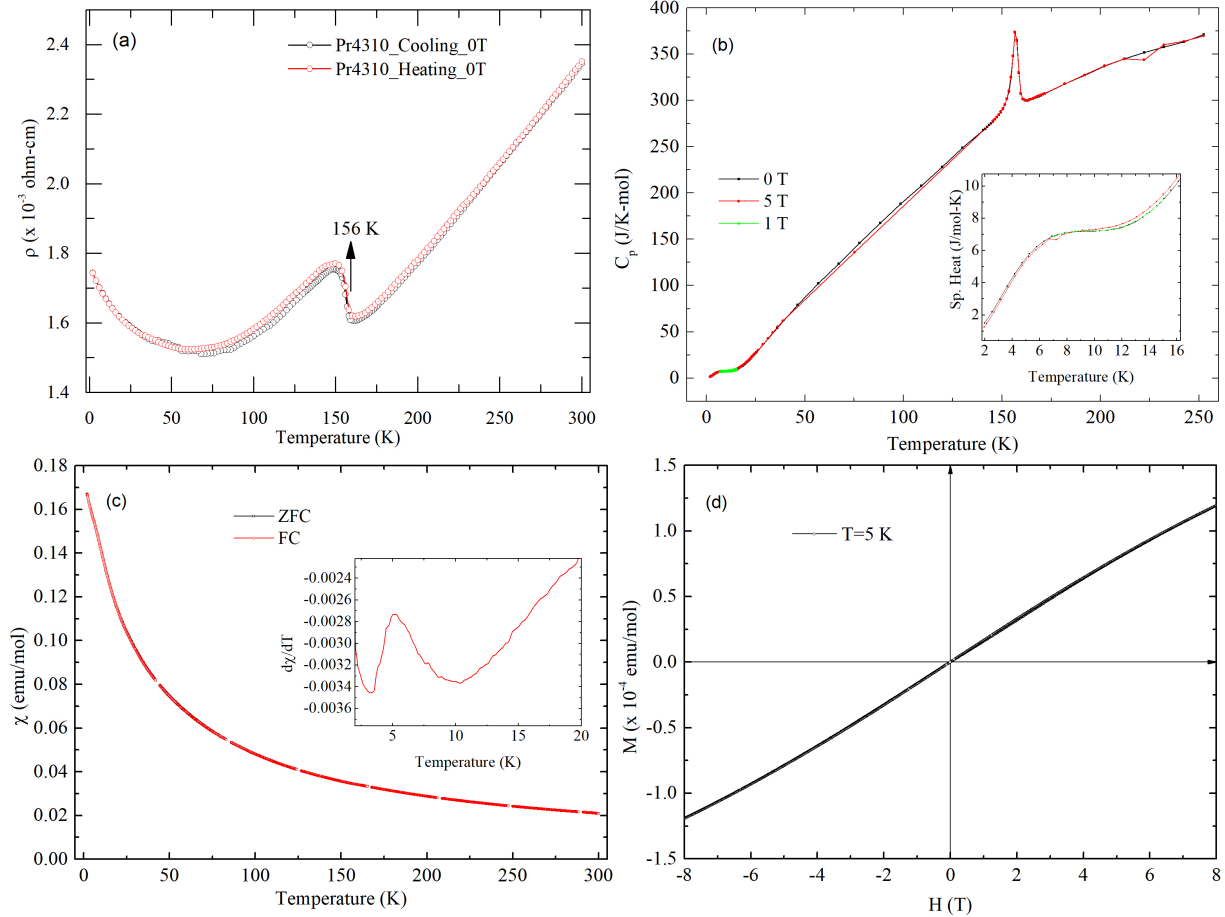 (a)
Pr4310_Cooling_0T
Pr4310_Heating_0T
156 K
2.4
2.2
2.0
1.8
1.6
1.4
ρ (x 10⁻³ ohm-cm)
0 50 100 150 200 250 300
Temperature (K)
(b)
400
350
300
250
200
150
100
50
0
Cₚ (J/K-mol)
0 T
5 T
1 T
0 50 100 150 200 250
Temperature (K)
10
8
6
4
2
Sp. Heat (J/mol-K)
2 4 6 8 10 12 14 16
Temperature (K)
(c)
ZFC
FC
0.18
0.16
0.14
0.12
0.10
0.08
0.06
0.04
0.02
0.00
χ (emu/mol)
0 50 100 150 200 250 300
Temperature (K)
-0.0024
-0.0027
-0.0030
-0.0033
-0.0036
dχ/dT
5 10 15 20
Temperature (K)
(d)
T=5 K
1.5
1.0
0.5
0.0
-0.5
-1.0
-1.5
M (x 10⁻⁴ emu/mol)
-8 -6 -4 -2 0 2 4 6 8
H (T)